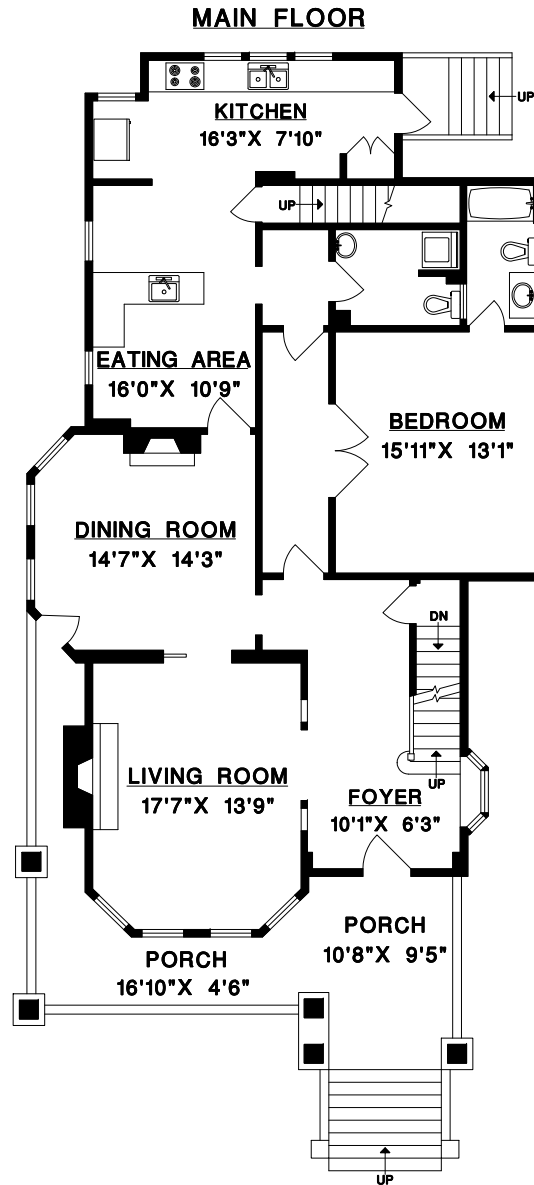 MAIN FLOOR
UP
KITCHEN
16'3"X 7'10"
UP
EATING AREA
16'0"X 10'9"
BEDROOM
15'11"X 13'1"
DINING ROOM
14'7"X 14'3"
DN
LIVING ROOM
17'7"X 13'9"
UP
FOYER
10'1"X 6'3"
PORCH
10'8"X 9'5"
PORCH
16'10"X 4'6"
UP